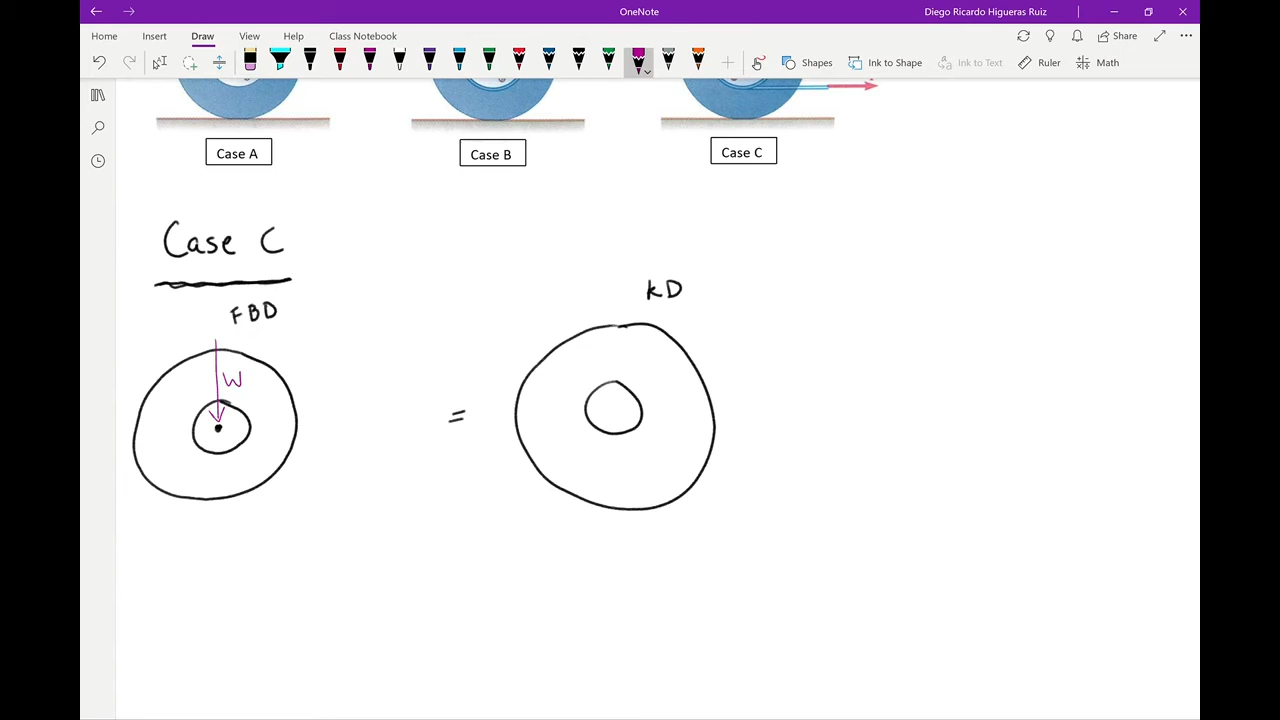 OneNote
Diego Ricardo Higueras Ruiz
Home Insert Draw View Help Class Notebook
Share
Shapes Ink to Shape Ink to Text Ruler Math
Case A
Case B
Case C
Case C
FBD
KD
W
=